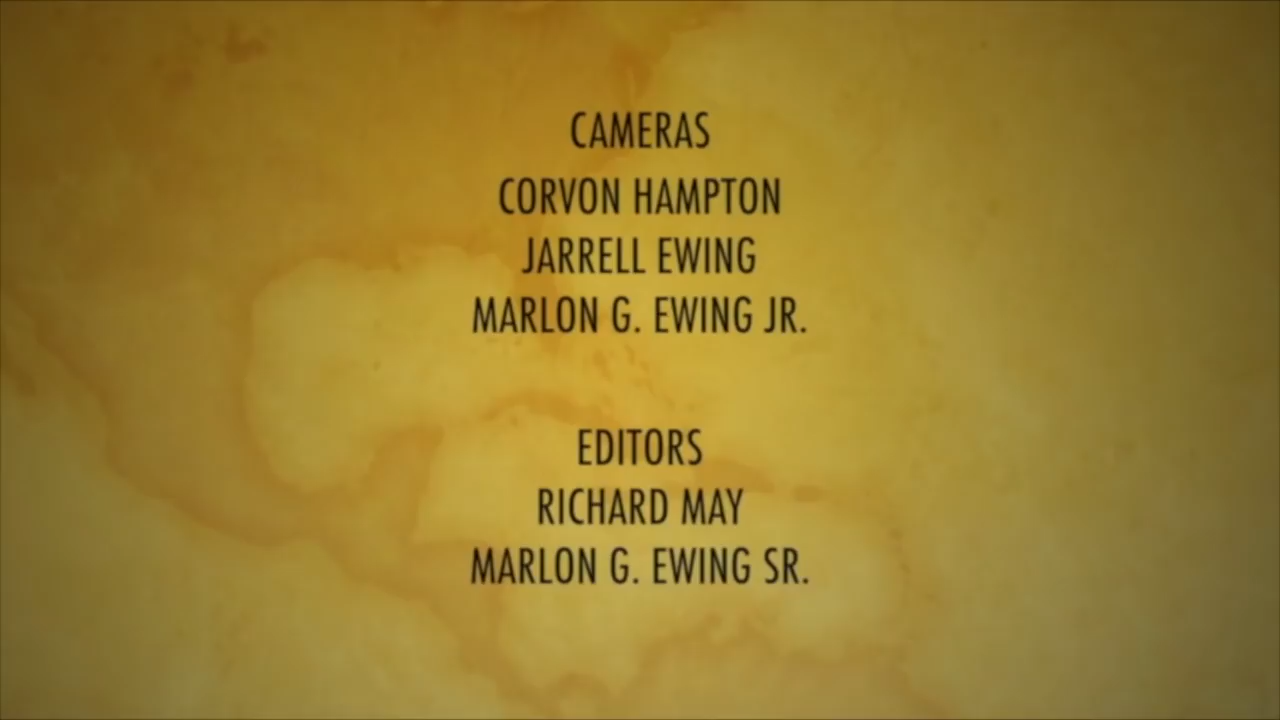 CAMERAS
CORVON HAMPTON
JARRELL EWING
MARLON G. EWING JR.
EDITORS
RICHARD MAY
MARLON G. EWING SR.